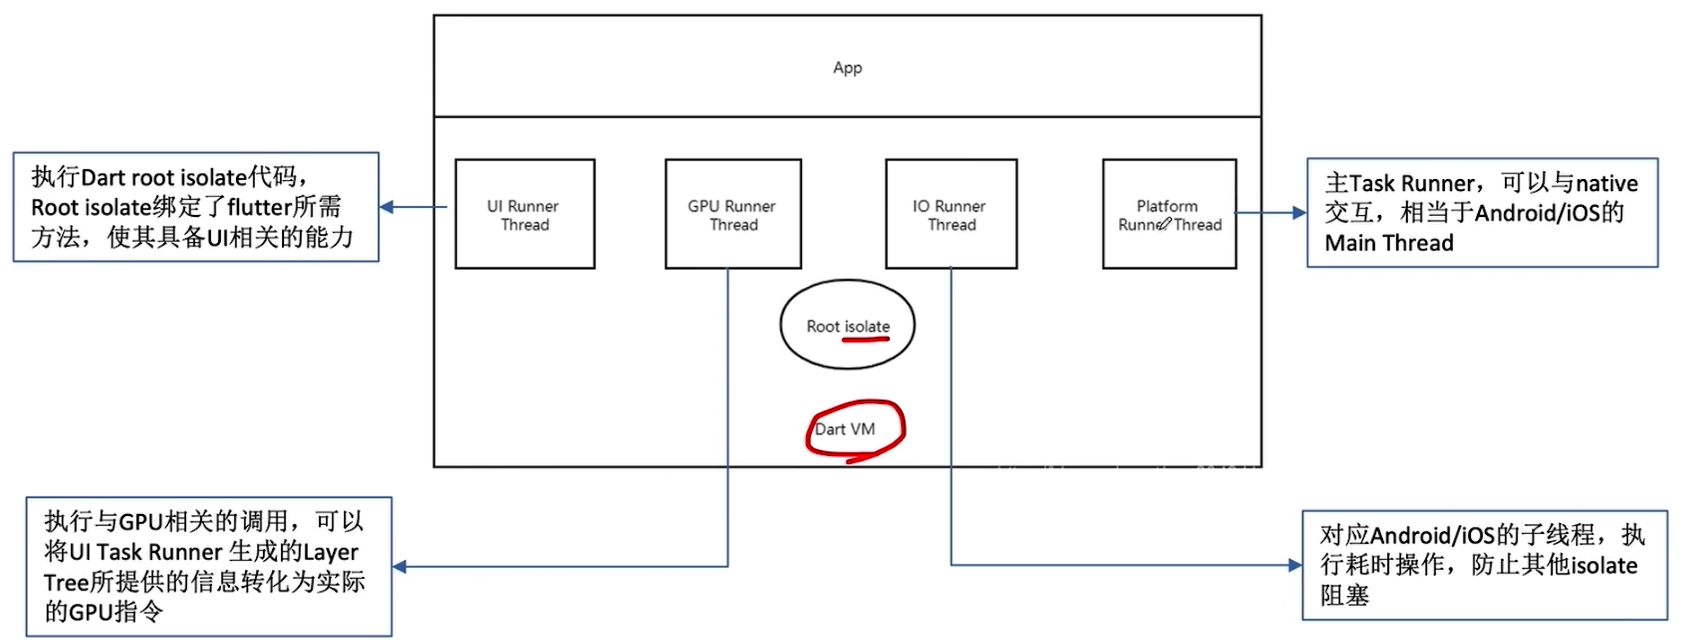 App
执行Dart root isolate代码，
Root isolate绑定了flutter所需
方法，使其具备UI相关的能力
UI Runner
Thread
GPU Runner
Thread
IO Runner
Thread
Platform
Runner Thread
主Task Runner，可以与native
交互，相当于Android/iOS的
Main Thread
Root isolate
Dart VM
执行与GPU相关的调用，可以
将UI Task Runner 生成的Layer
Tree所提供的信息转化为实际
的GPU指令
对应Android/iOS的子线程，执
行耗时操作，防止其他isolate
阻塞